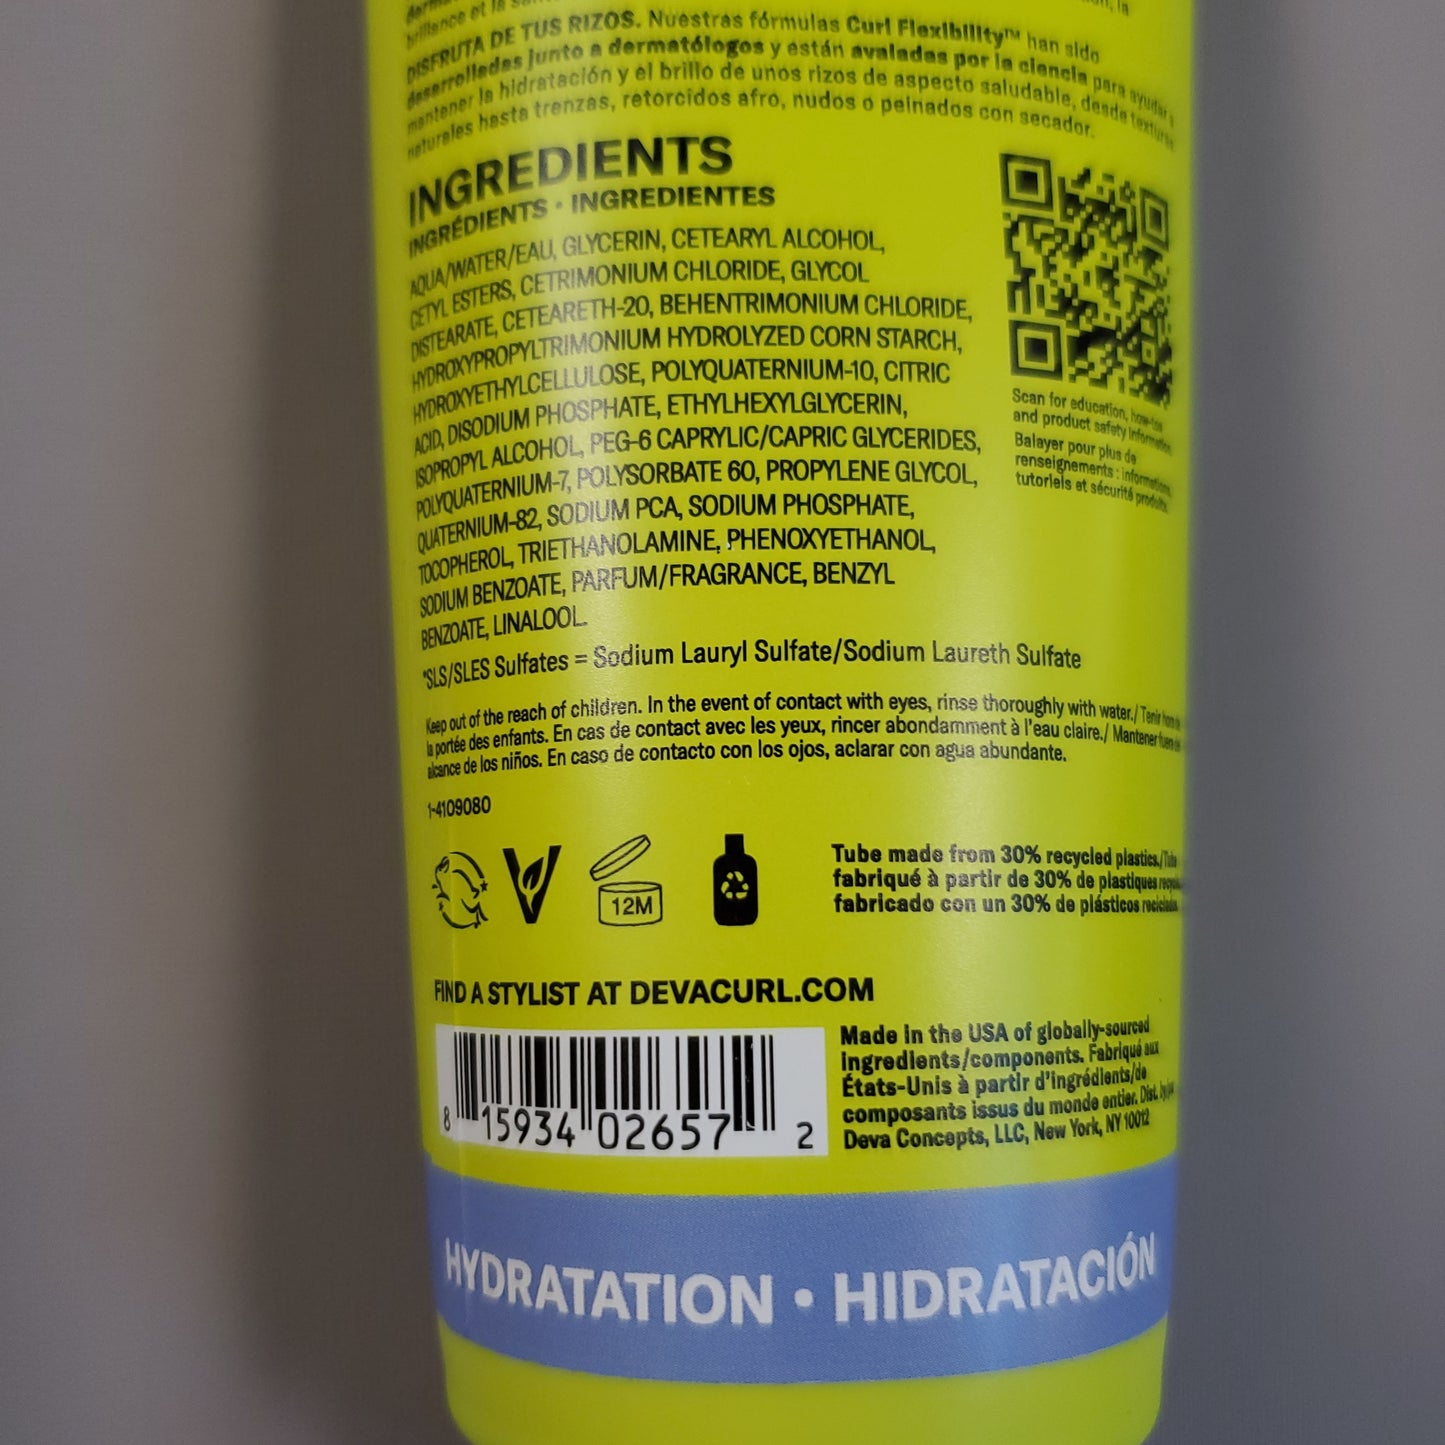 brillance et la
DISFRUTA DE TUS RIZOS. Nuestras fórmulas Curl Flexibility™ han sido
desarrolladas junto a dermatólogos y están avaladas por la ciencia para ayudar a
mantener la hidratación y el brillo de unos rizos de aspecto saludable, desde texturas
naturales hasta trenzas, retorcidos afro, nudos o peinados con secador.
INGREDIENTS
INGRÉDIENTS • INGREDIENTES
AQUA/WATER/EAU, GLYCERIN, CETEARYL ALCOHOL,
CETYL ESTERS, CETRIMONIUM CHLORIDE, GLYCOL
DISTEARATE, CETEARETH-20, BEHENTRIMONIUM CHLORIDE,
HYDROXYPROPYLTRIMONIUM HYDROLYZED CORN STARCH,
HYDROXYETHYLCELLULOSE, POLYQUATERNIUM-10, CITRIC
ACID, DISODIUM PHOSPHATE, ETHYLHEXYLGLYCERIN,
ISOPROPYL ALCOHOL, PEG-6 CAPRYLIC/CAPRIC GLYCERIDES,
POLYQUATERNIUM-7, POLYSORBATE 60, PROPYLENE GLYCOL,
QUATERNIUM-82, SODIUM PCA, SODIUM PHOSPHATE,
TOCOPHEROL, TRIETHANOLAMINE, PHENOXYETHANOL,
SODIUM BENZOATE, PARFUM/FRAGRANCE, BENZYL
BENZOATE, LINALOOL.
*SLS/SLES Sulfates = Sodium Lauryl Sulfate/Sodium Laureth Sulfate
Scan for education, how-tos
and product safety information
Balayer pour plus de
renseignements : informations,
tutoriels et sécurité produits.
Keep out of the reach of children. In the event of contact with eyes, rinse thoroughly with water./ Tenir hors de
la portée des enfants. En cas de contact avec les yeux, rincer abondamment à l'eau claire./ Mantener fuera del
alcance de los niños. En caso de contacto con los ojos, aclarar con agua abundante.
1-4109080
12M
Tube made from 30% recycled plastics./Tube
fabriqué à partir de 30% de plastiques
fabricado con un 30% de plásticos reciclados.
FIND A STYLIST AT DEVACURL.COM
8 15934 02657 2
Made in the USA of globally-sourced
ingredients/components. Fabriqué aux
États-Unis à partir d'ingrédients/de
composants issus du monde entier. Dist.
Deva Concepts, LLC, New York, NY 10012
HYDRATATION • HIDRATACIÓN